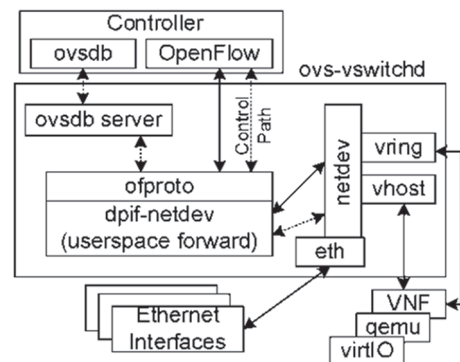 Controller
ovsdb
OpenFlow
ovs-vswitchd
ovsdb server
Control
Path
netdev
vring
vhost
ofproto
dpif-netdev
(userspace forward)
eth
Ethernet
Interfaces
VNF
qemu
virtIO